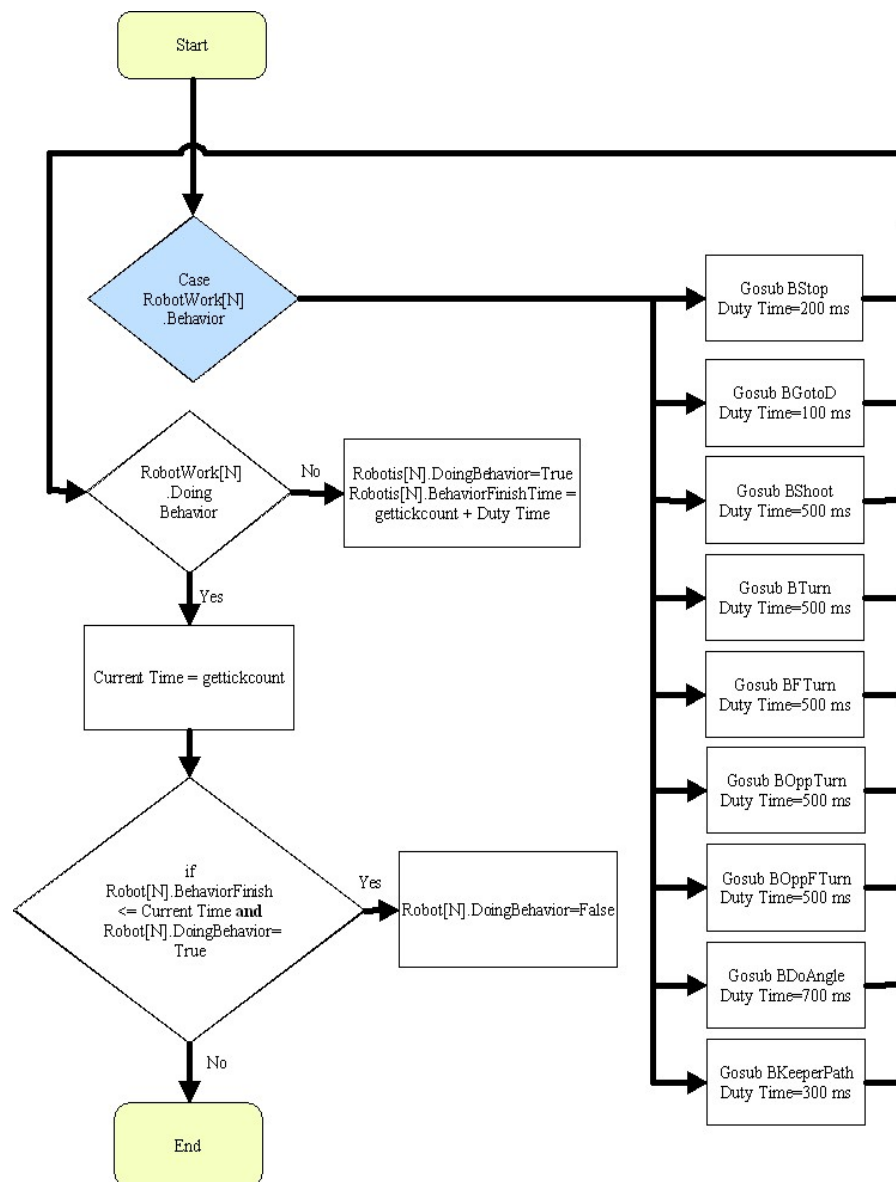 Start
Case
RobotWork[N]
.Behavior
Gosub BStop
Duty Time=200 ms
Gosub BGotoD
Duty Time=100 ms
RobotWork[N]
.Doing
Behavior
No
Robotis[N].DoingBehavior=True
Robotis[N].BehaviorFinishTime =
gettickcount + Duty Time
Gosub BShoot
Duty Time=500 ms
Yes
Gosub BTurn
Duty Time=500 ms
Current Time = gettickcount
Gosub BFTurn
Duty Time=500 ms
Gosub BOppTurn
Duty Time=500 ms
if
Robot[N].BehaviorFinish
<= Current Time and
Robot[N].DoingBehavior=
True
Yes
Robot[N].DoingBehavior=False
Gosub BOppFTurn
Duty Time=500 ms
Gosub BDoAngle
Duty Time=700 ms
No
Gosub BKeeperPath
Duty Time=300 ms
End